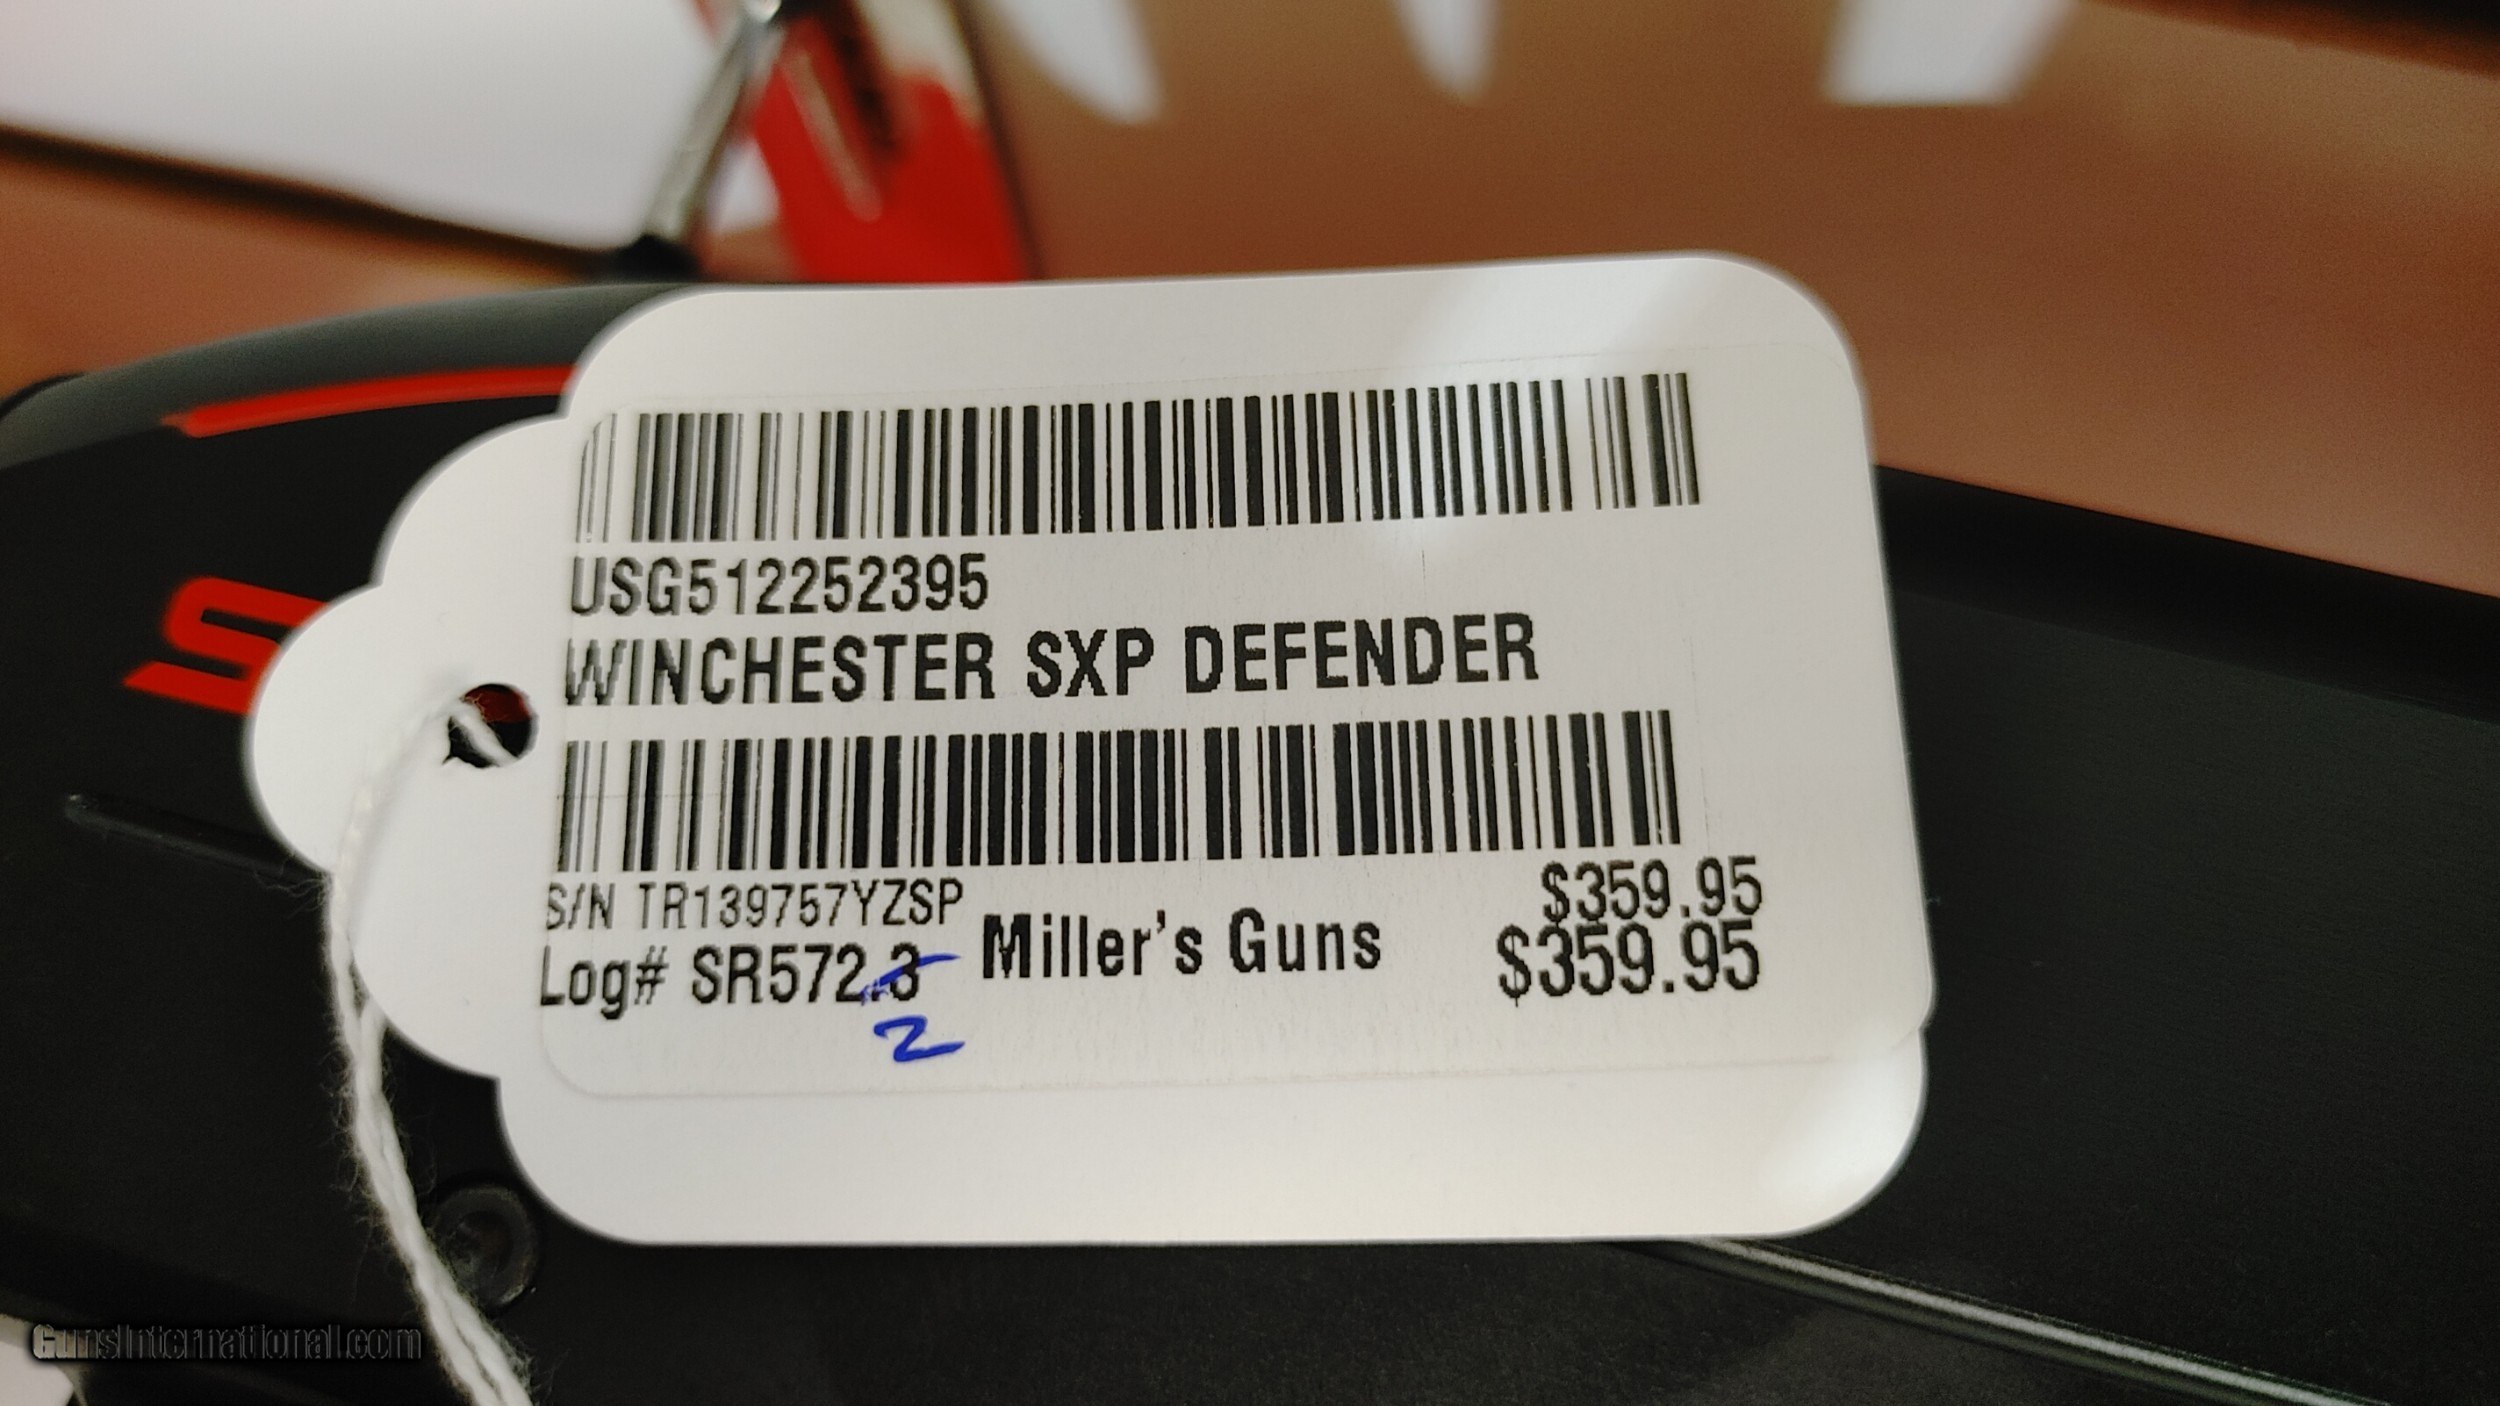 USG512252395
WINCHESTER SXP DEFENDER
S/N TR139757YZSP
$359.95
Log# SR572.3
Miller's Guns
$359.95
2
S
GunsInternational.com